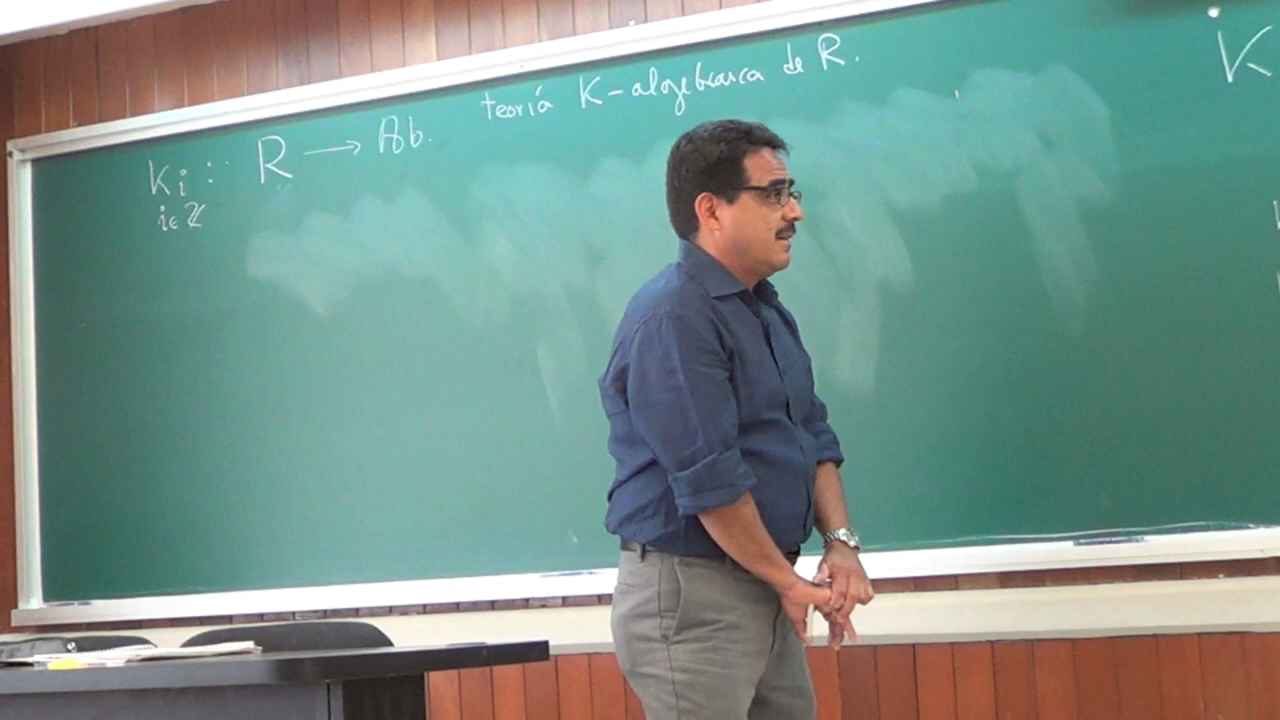 teoría K-algebraica de R.
Ki : R → Ab.
i∈ℤ
K